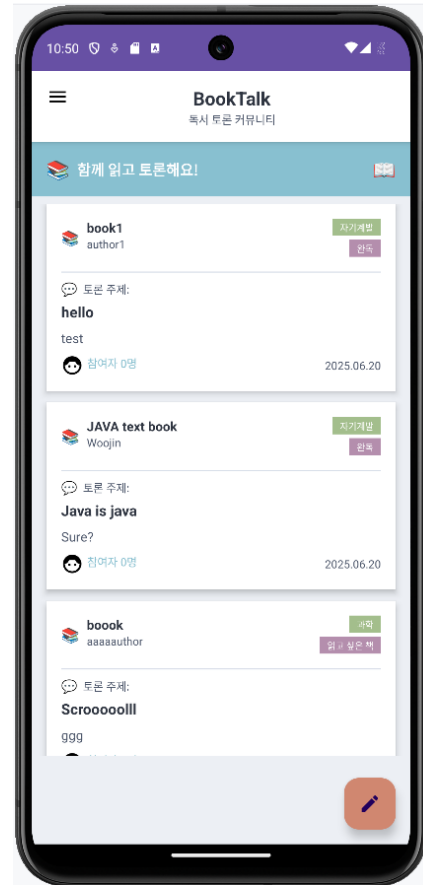 10:50
BookTalk
독서 토론 커뮤니티
함께 읽고 토론해요!
book1
자기계발
author1
완독
토론 주제:
hello
test
참여자 0명
2025.06.20
JAVA text book
자기계발
Woojin
완독
토론 주제:
Java is java
Sure?
참여자 0명
2025.06.20
boook
과학
aaaaauthor
읽고 싶은 책
토론 주제:
Scrooooolll
ggg